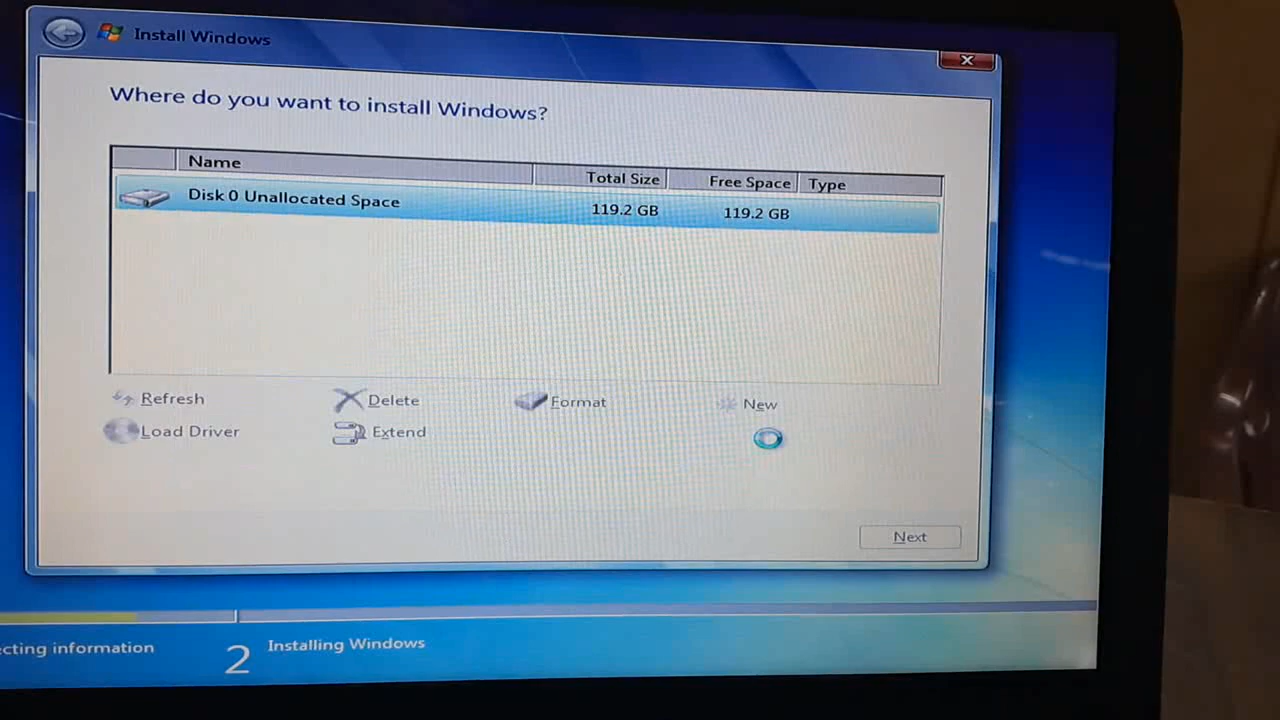 Install Windows
Where do you want to install Windows?
Name Total Size Free Space Type
Disk 0 Unallocated Space 119.2 GB 119.2 GB
Refresh Delete Format New
Load Driver Extend
Next
cting information 2 Installing Windows